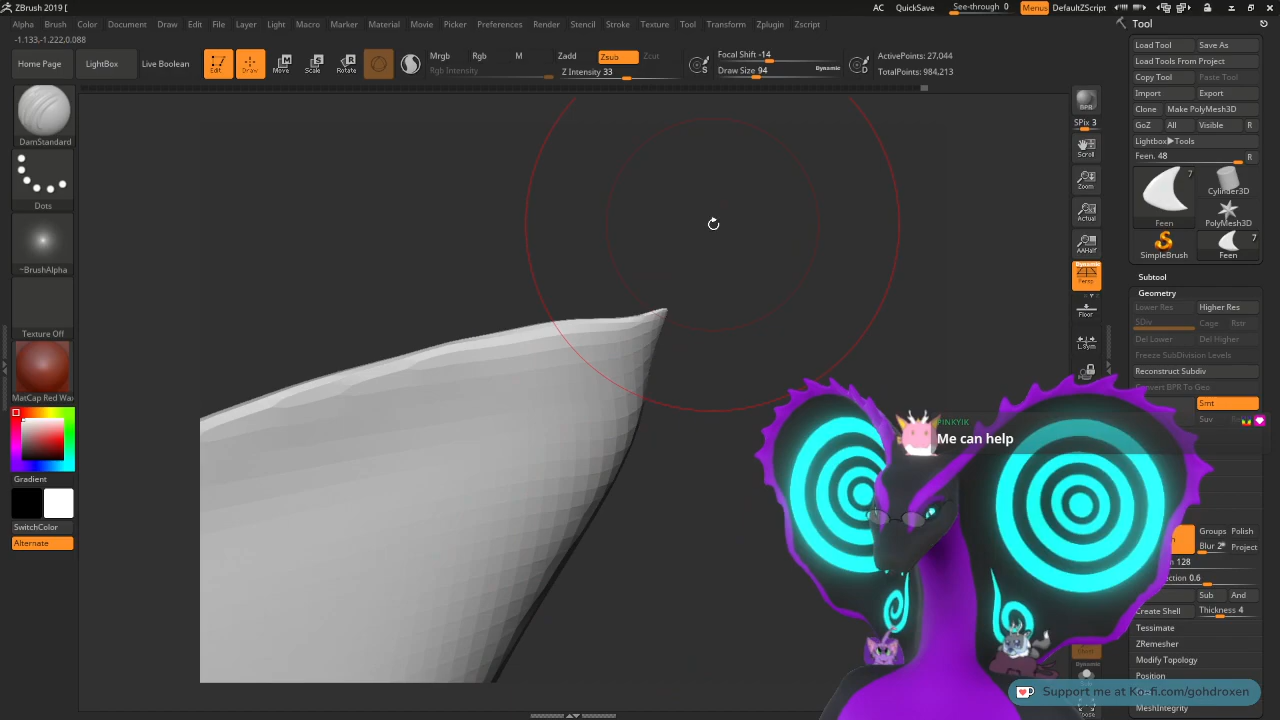 ZBrush 2019 [
AC QuickSave See-through 0 Menus DefaultZScript
Alpha Brush Color Document Draw Edit File Layer Light Macro Marker Material Movie Picker Preferences Render Stencil Stroke Texture Tool Transform Zplugin Zscript
-1.133,-1.222,0.088
Home Page LightBox Live Boolean Edit Draw Move Scale Rotate
Mrgb Rgb M Zadd Zsub Zcut
Rgb Intensity Z Intensity 33
Focal Shift -14
Draw Size 94 Dynamic
S D
ActivePoints: 27,044
TotalPoints: 984,213
DamStandard
Dots
~BrushAlpha
Texture Off
MatCap Red Wax
Gradient
SwitchColor
Alternate
BPR
SPix 3
Scroll
Zoom
Actual
AAHalf
Dynamic
Persp
Floor
L.Sym
Tool
Load Tool Save As
Load Tools From Project
Copy Tool Paste Tool
Import Export
Clone Make PolyMesh3D
GoZ All Visible R
Lightbox▶Tools
Feen. 48 R
7
Feen
Cylinder3D
PolyMesh3D
SimpleBrush
7
Feen
Subtool
Geometry
Lower Res Higher Res
SDiv Cage Rstr
Del Lower Del Higher
Freeze SubDivision Levels
Reconstruct Subdiv
Convert BPR To Geo
Smt
Suv
PINKYIK
Me can help
Groups Polish
Blur 2 Project
128
0.6
Sub And
Create Shell Thickness 4
Tessimate
ZRemesher
Modify Topology
Position
MeshIntegrity
Dynamic
Support me at Ko-fi.com/gohdroxen